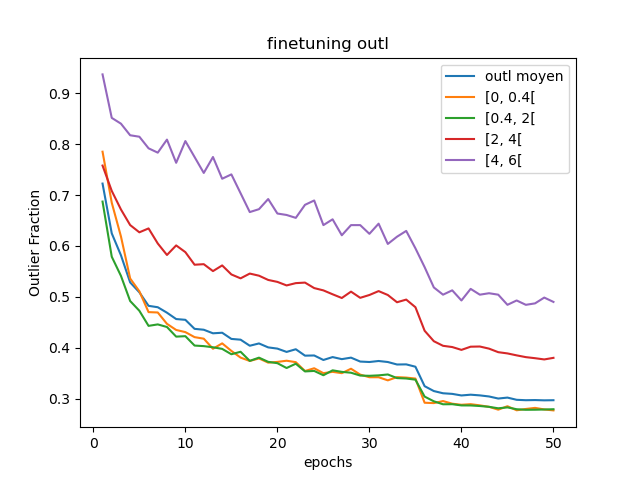 finetuning outl
outl moyen
[0, 0.4[
[0.4, 2[
[2, 4[
[4, 6[
Outlier Fraction
0.9
0.8
0.7
0.6
0.5
0.4
0.3
0 10 20 30 40 50
epochs